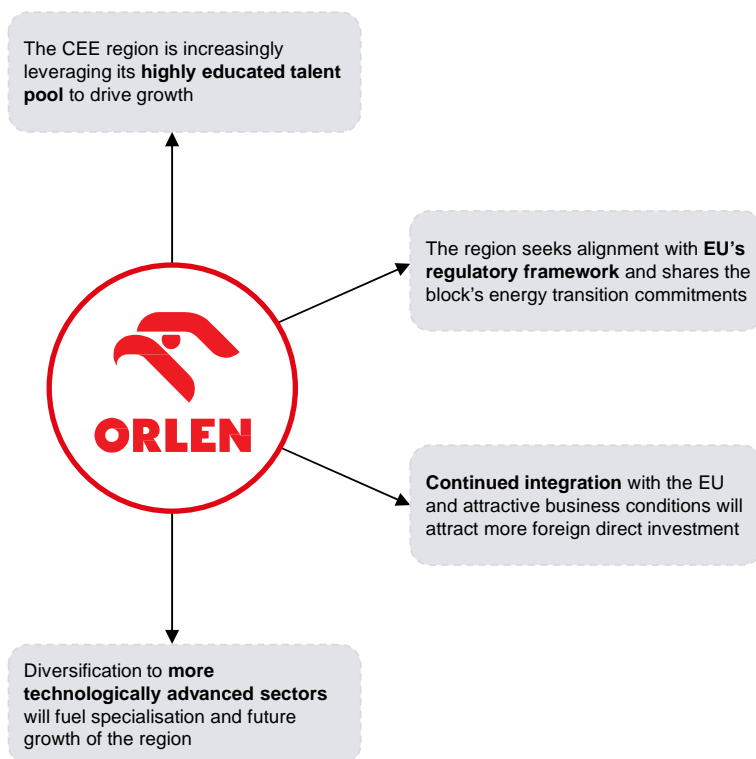 The CEE region is increasingly
leveraging its highly educated talent
pool to drive growth
The region seeks alignment with EU’s
regulatory framework and shares the
block’s energy transition commitments
ORLEN
Continued integration with the EU
and attractive business conditions will
attract more foreign direct investment
Diversification to more
technologically advanced sectors
will fuel specialisation and future
growth of the region